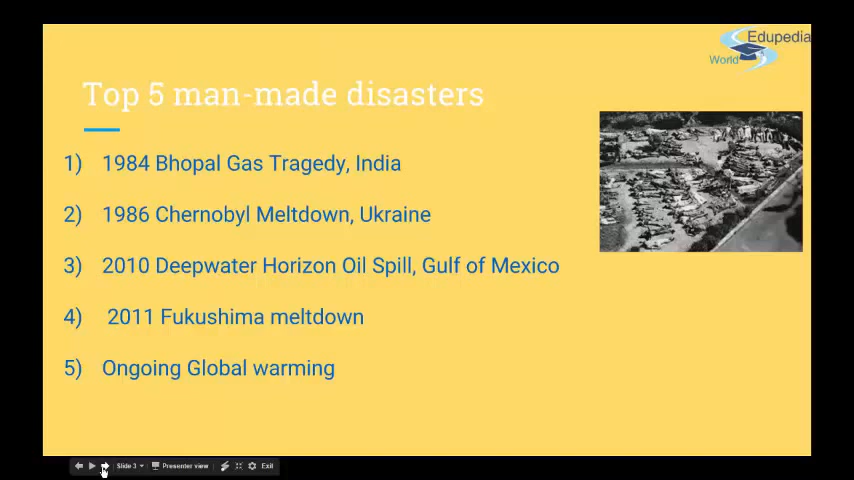 Edupedia
World
Top 5 man-made disasters
1) 1984 Bhopal Gas Tragedy, India
2) 1986 Chernobyl Meltdown, Ukraine
3) 2010 Deepwater Horizon Oil Spill, Gulf of Mexico
4) 2011 Fukushima meltdown
5) Ongoing Global warming
Slide 3 Presenter view Exit